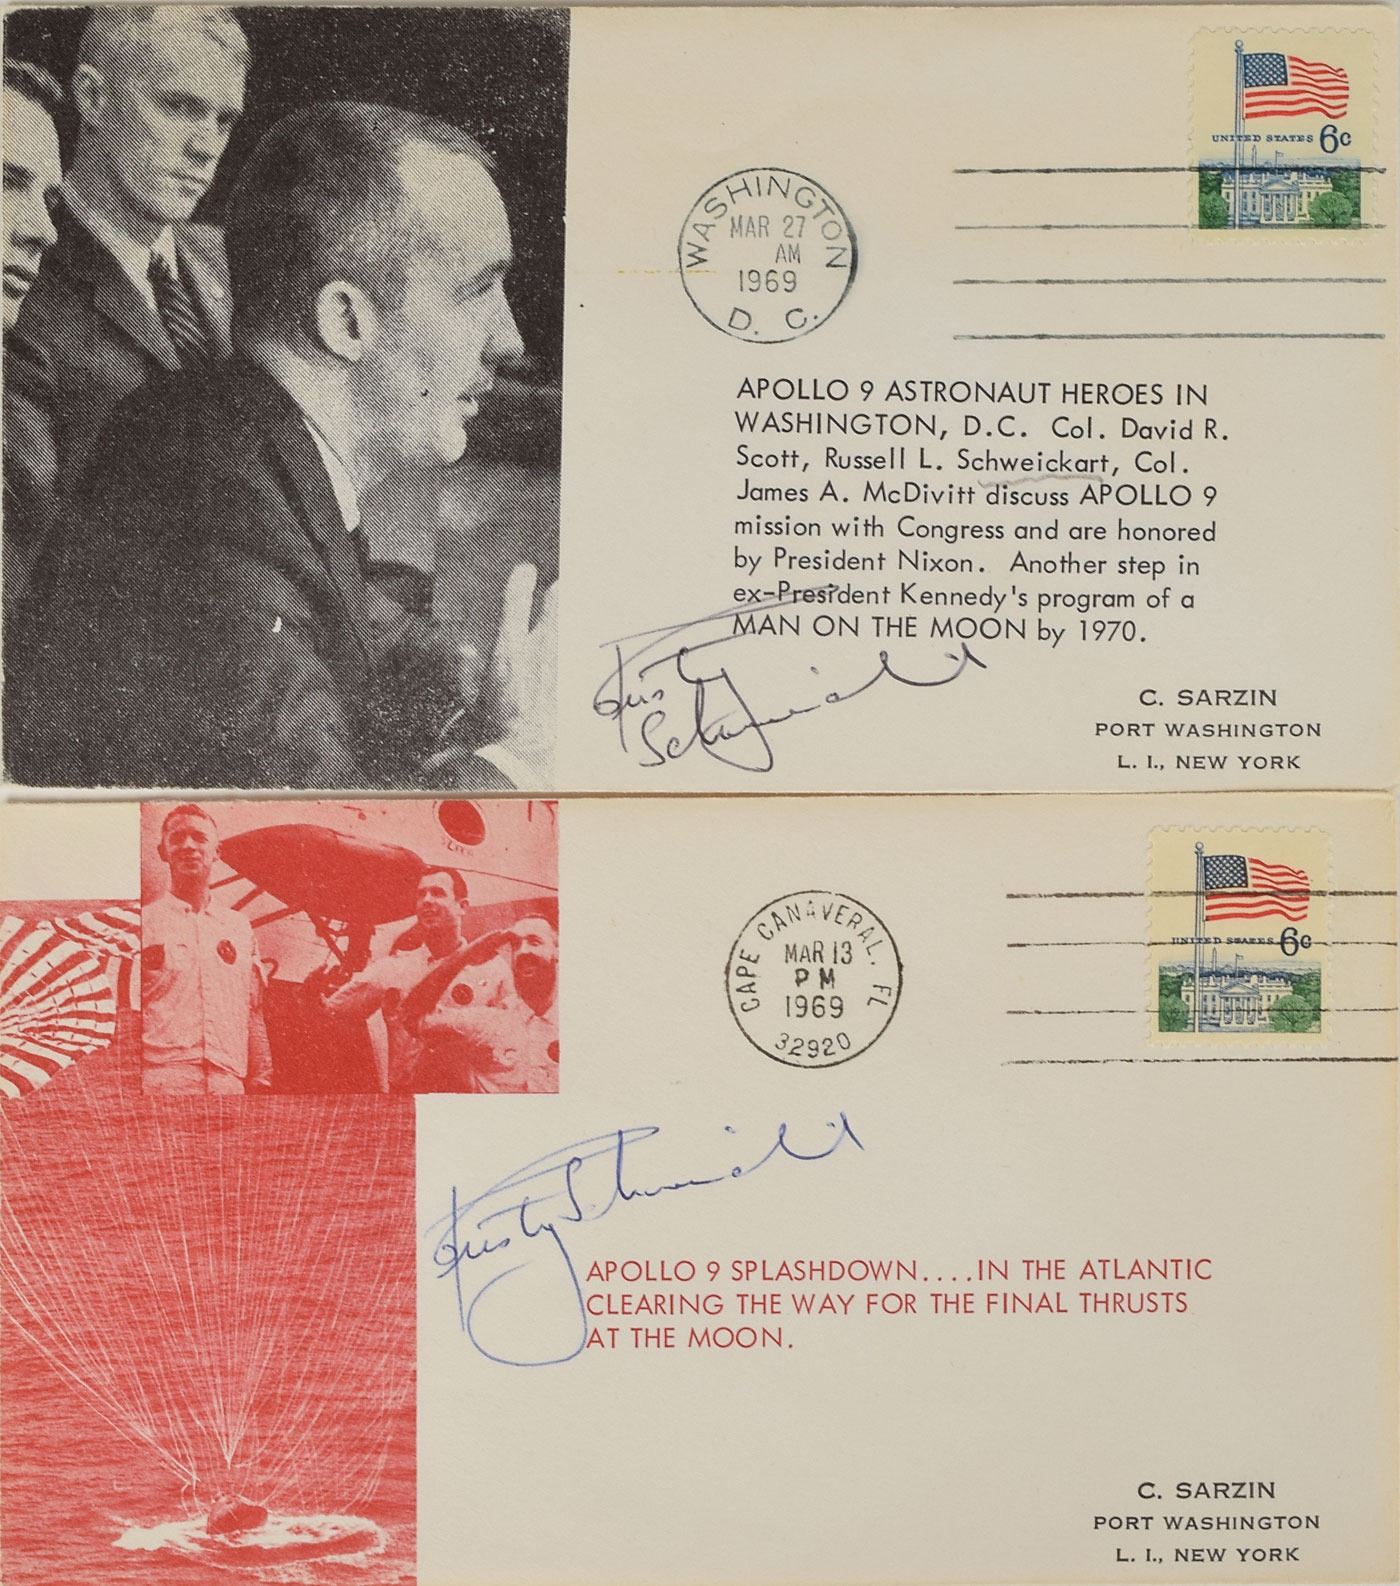 UNITED STATES 6c
WASHINGTON
MAR 27
AM
1969
D. C.
APOLLO 9 ASTRONAUT HEROES IN
WASHINGTON, D.C. Col. David R.
Scott, Russell L. Schweickart, Col.
James A. McDivitt discuss APOLLO 9
mission with Congress and are honored
by President Nixon. Another step in
ex-President Kennedy's program of a
MAN ON THE MOON by 1970.
Rusty
Schweickart
C. SARZIN
PORT WASHINGTON
L. I., NEW YORK
UNITED STATES 6c
CAPE CANAVERAL, FL
MAR 13
PM
1969
32920
Rusty Schweickart
APOLLO 9 SPLASHDOWN....IN THE ATLANTIC
CLEARING THE WAY FOR THE FINAL THRUSTS
AT THE MOON.
C. SARZIN
PORT WASHINGTON
L. I., NEW YORK